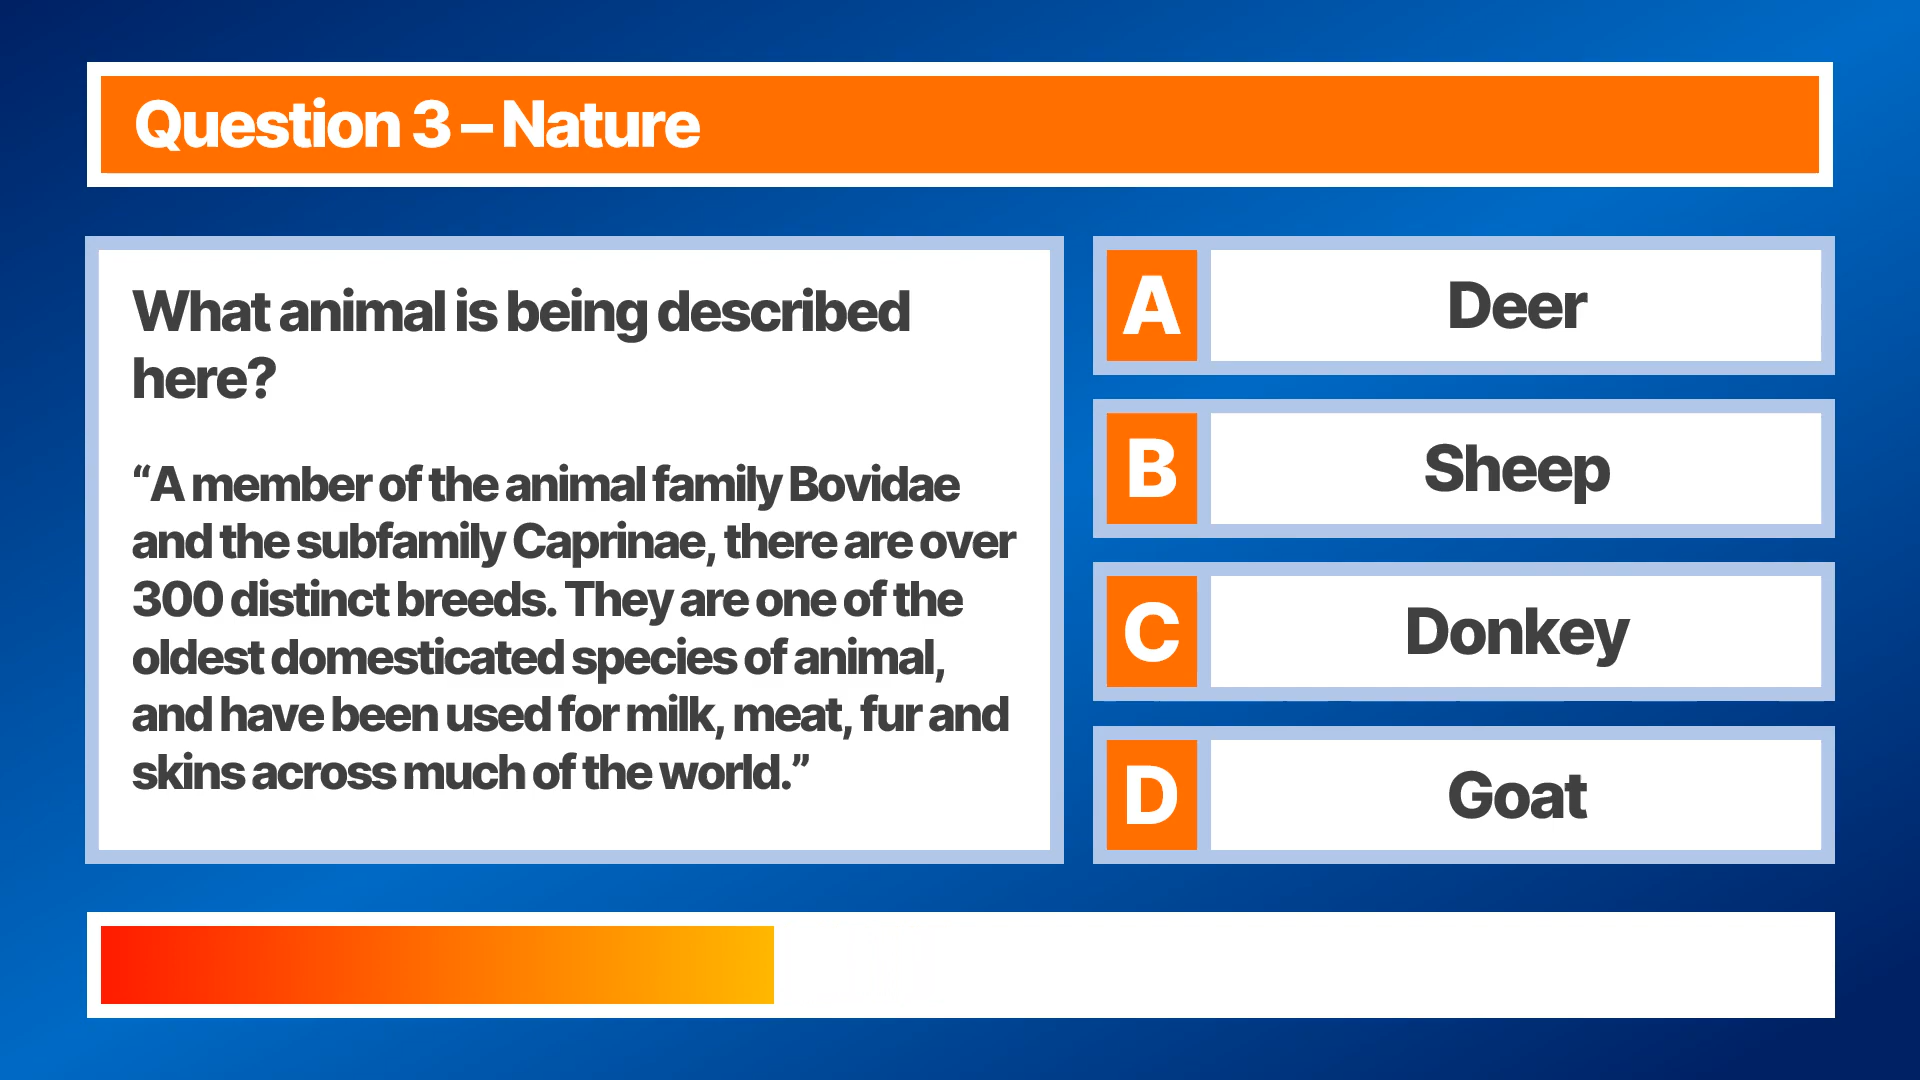 Question 3 – Nature
What animal is being described
here?
“A member of the animal family Bovidae
and the subfamily Caprinae, there are over
300 distinct breeds. They are one of the
oldest domesticated species of animal,
and have been used for milk, meat, fur and
skins across much of the world.”
A Deer
B Sheep
C Donkey
D Goat